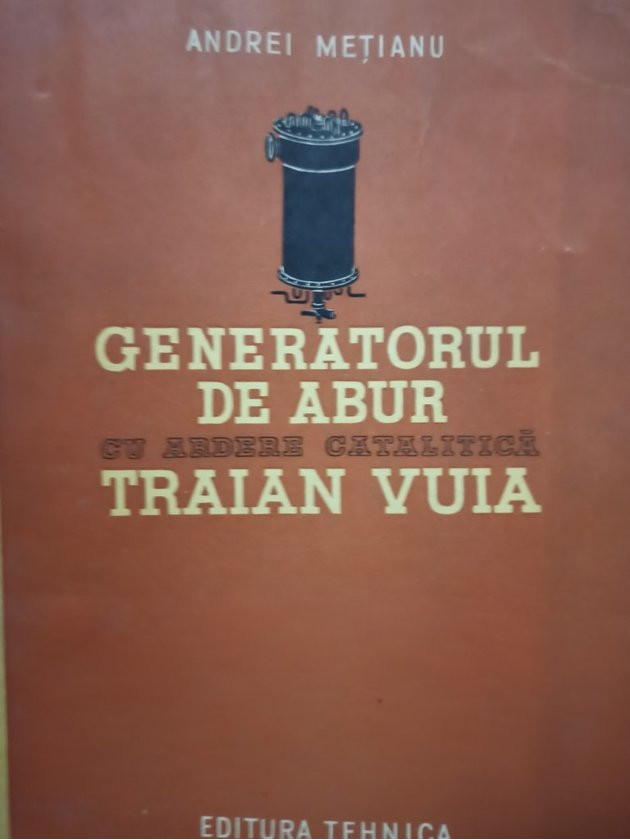 ANDREI MEȚIANU
GENERATORUL
DE ABUR
CU ARDERE CATALITICĂ
TRAIAN VUIA
EDITURA TEHNICA